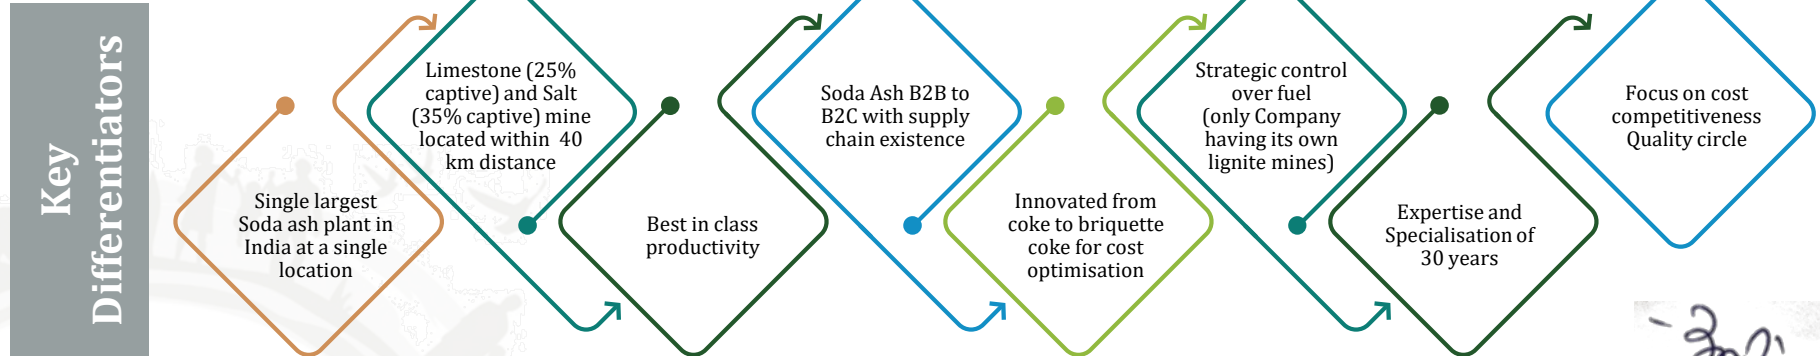 Key
Differentiators
Single largest
Soda ash plant in
India at a single
location
Limestone (25%
captive) and Salt
(35% captive) mine
located within 40
km distance
Best in class
productivity
Soda Ash B2B to
B2C with supply
chain existence
Innovated from
coke to briquette
coke for cost
optimisation
Strategic control
over fuel
(only Company
having its own
lignite mines)
Expertise and
Specialisation of
30 years
Focus on cost
competitiveness
Quality circle